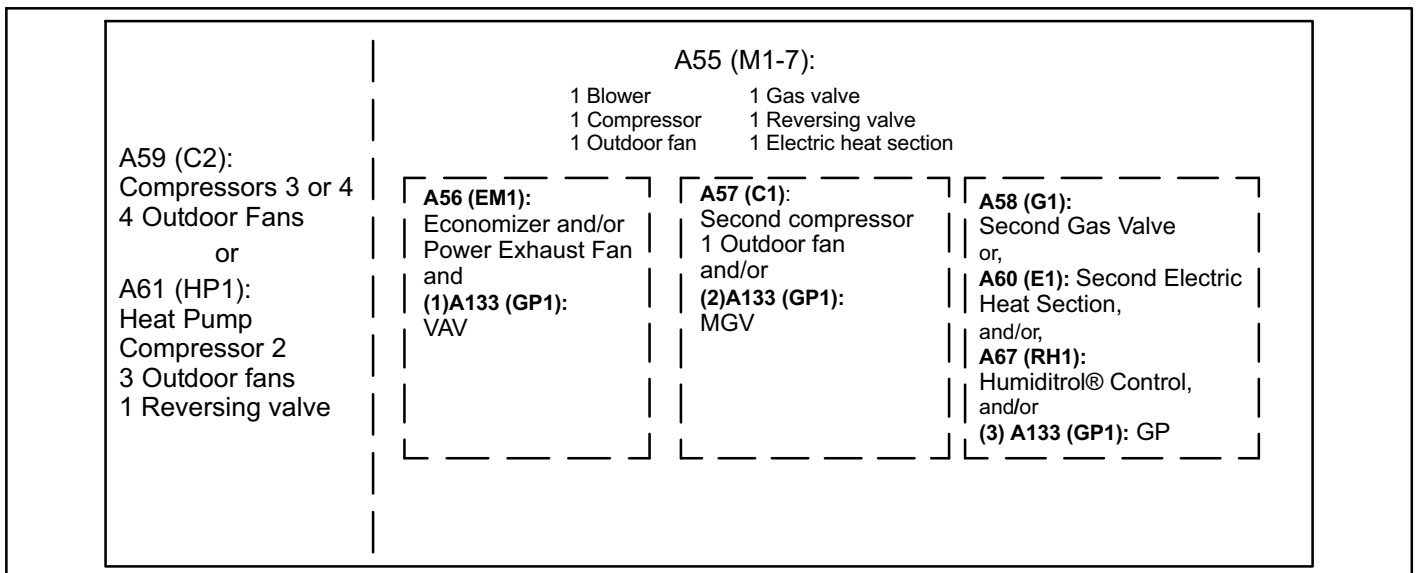 A55 (M1-7):
1 Blower
1 Compressor
1 Outdoor fan
1 Gas valve
1 Reversing valve
1 Electric heat section
A59 (C2):
Compressors 3 or 4
4 Outdoor Fans
or
A61 (HP1):
Heat Pump
Compressor 2
3 Outdoor fans
1 Reversing valve
A56 (EM1):
Economizer and/or
Power Exhaust Fan
and
(1)A133 (GP1):
VAV
A57 (C1):
Second compressor
1 Outdoor fan
and/or
(2)A133 (GP1):
MGV
A58 (G1):
Second Gas Valve
or,
A60 (E1): Second Electric
Heat Section,
and/or,
A67 (RH1):
Humiditrol® Control,
and/or
(3) A133 (GP1): GP